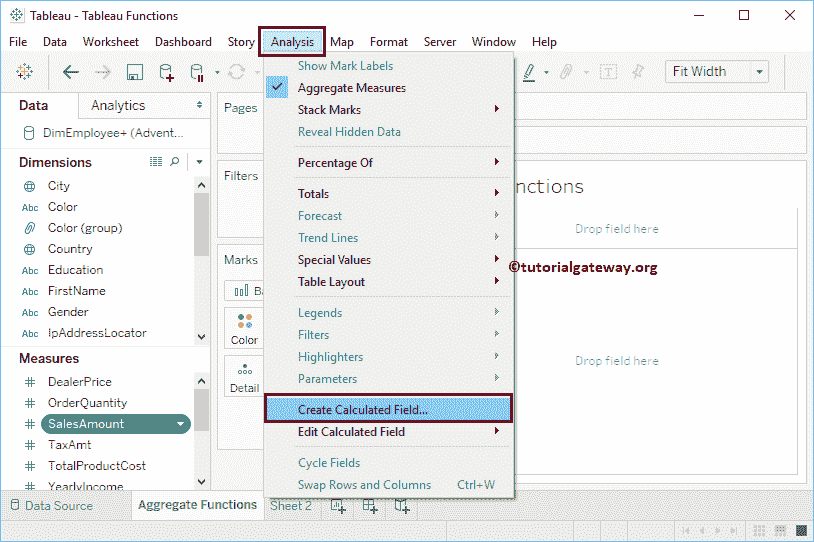 Tableau - Tableau Functions
File Data Worksheet Dashboard Story Analysis Map Format Server Window Help
Fit Width
Data Analytics
DimEmployee+ (Advent...
Dimensions
City
Abc Color
Color (group)
Country
Abc Education
Abc FirstName
Abc Gender
Abc IpAddressLocator
Measures
DealerPrice
OrderQuantity
SalesAmount
TaxAmt
TotalProductCost
YearlyIncome
Pages
Filters
Marks
Color
Detail
Show Mark Labels
Aggregate Measures
Stack Marks
Reveal Hidden Data
Percentage Of
Totals
Forecast
Trend Lines
Special Values
Table Layout
Legends
Filters
Highlighters
Parameters
Create Calculated Field...
Edit Calculated Field
Cycle Fields
Swap Rows and Columns Ctrl+W
nctions
Drop field here
©tutorialgateway.org
Drop field here
Data Source Aggregate Functions Sheet 2